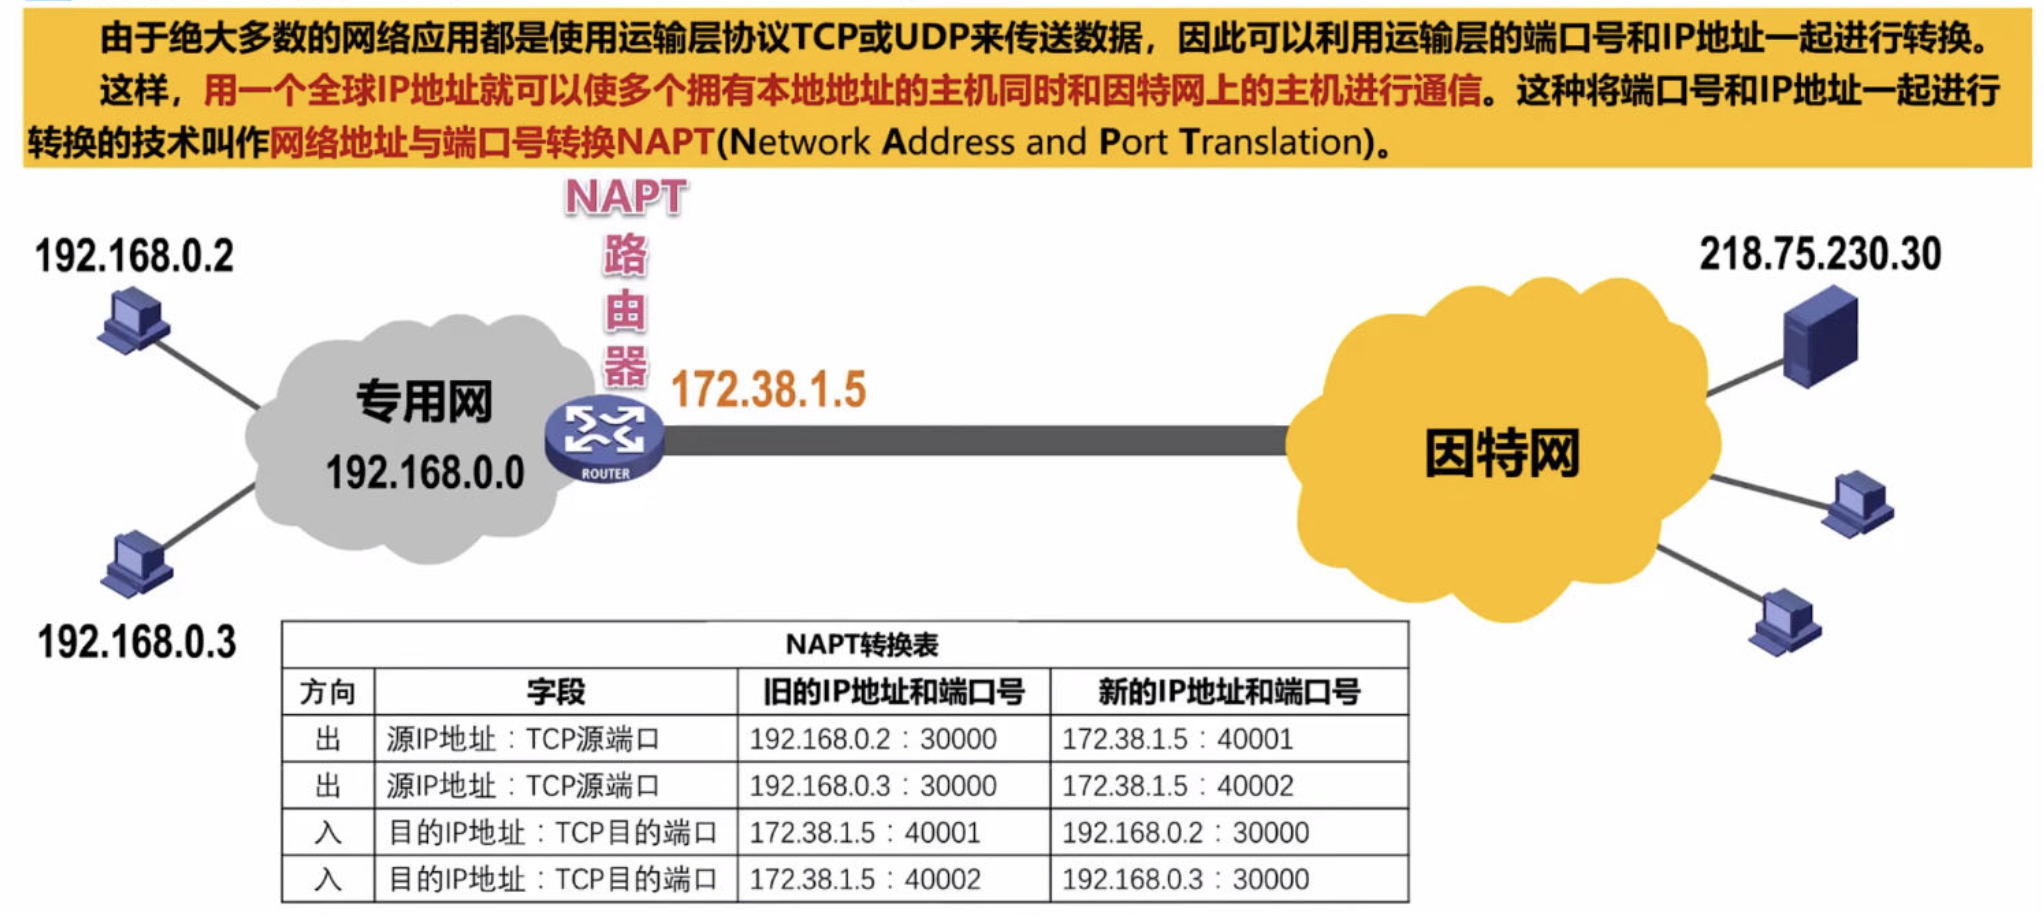 由于绝大多数的网络应用都是使用运输层协议TCP或UDP来传送数据，因此可以利用运输层的端口号和IP地址一起进行转换。
这样，用一个全球IP地址就可以使多个拥有本地地址的主机同时和因特网上的主机进行通信。这种将端口号和IP地址一起进行
转换的技术叫作网络地址与端口号转换NAPT(Network Address and Port Translation)。
NAPT
路
由
器
192.168.0.2
218.75.230.30
172.38.1.5
专用网
192.168.0.0
ROUTER
因特网
192.168.0.3
NAPT转换表
方向 字段 旧的IP地址和端口号 新的IP地址和端口号
出 源IP地址：TCP源端口 192.168.0.2：30000 172.38.1.5：40001
出 源IP地址：TCP源端口 192.168.0.3：30000 172.38.1.5：40002
入 目的IP地址：TCP目的端口 172.38.1.5：40001 192.168.0.2：30000
入 目的IP地址：TCP目的端口 172.38.1.5：40002 192.168.0.3：30000